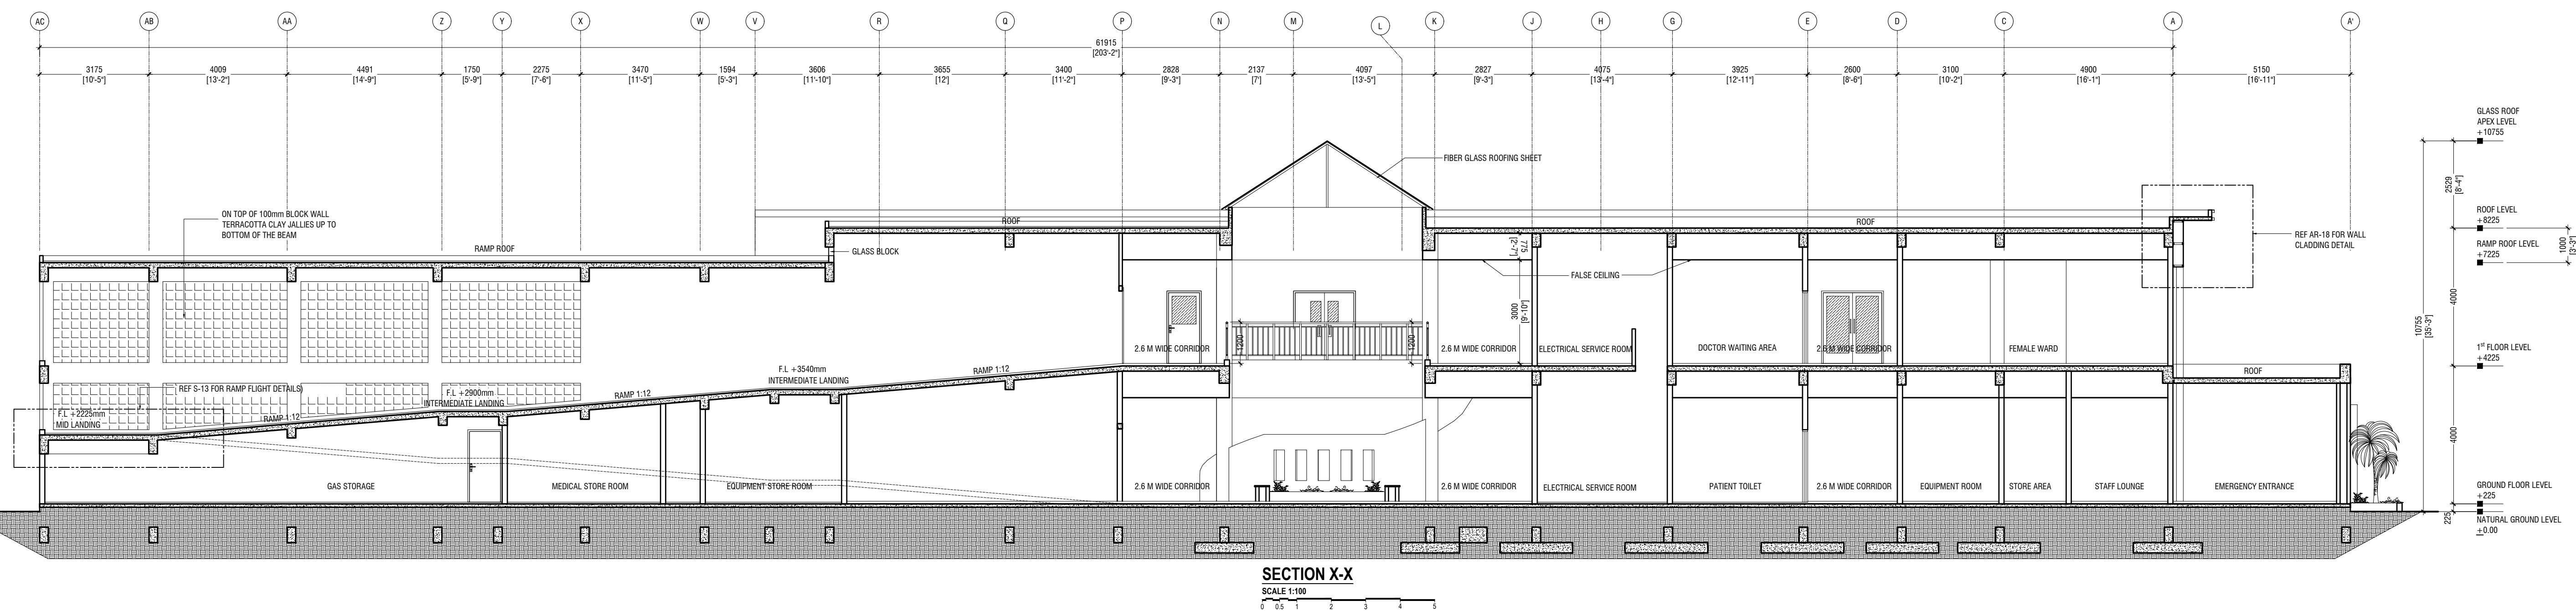 AC
AB
AA
Z
Y
X
W
V
R
Q
P
N
M
L
K
J
H
G
E
D
C
A
A'
61915
[203'-2"]
3175
[10'-5"]
4009
[13'-2"]
4491
[14'-9"]
1750
[5'-9"]
2275
[7'-6"]
3470
[11'-5"]
1594
[5'-3"]
3606
[11'-10"]
3655
[12']
3400
[11'-2"]
2828
[9'-3"]
2137
[7']
4097
[13'-5"]
2827
[9'-3"]
4075
[13'-4"]
3925
[12'-11"]
2600
[8'-6"]
3100
[10'-2"]
4900
[16'-1"]
5150
[16'-11"]
GLASS ROOF
APEX LEVEL
+10755
FIBER GLASS ROOFING SHEET
2529
[8'-4"]
ON TOP OF 100mm BLOCK WALL
TERRACOTTA CLAY JALLIES UP TO
BOTTOM OF THE BEAM
ROOF
ROOF
ROOF LEVEL
+8225
REF AR-18 FOR WALL
CLADDING DETAIL
RAMP ROOF
GLASS BLOCK
775
[2'-7"]
RAMP ROOF LEVEL
+7225
1000
[3'-3"]
FALSE CEILING
3000
[9'-10"]
4000
10755
[35'-3"]
1200
1200
2.6 M WIDE CORRIDOR
2.6 M WIDE CORRIDOR
ELECTRICAL SERVICE ROOM
DOCTOR WAITING AREA
2.6 M WIDE CORRIDOR
FEMALE WARD
1st FLOOR LEVEL
+4225
ROOF
REF S-13 FOR RAMP FLIGHT DETAILS)
F.L +3540mm
INTERMEDIATE LANDING
RAMP 1:12
F.L +2900mm
INTERMEDIATE LANDING
RAMP 1:12
F.L +2225mm
MID LANDING
RAMP 1:12
4000
GAS STORAGE
MEDICAL STORE ROOM
EQUIPMENT STORE ROOM
2.6 M WIDE CORRIDOR
2.6 M WIDE CORRIDOR
ELECTRICAL SERVICE ROOM
PATIENT TOILET
2.6 M WIDE CORRIDOR
EQUIPMENT ROOM
STORE AREA
STAFF LOUNGE
EMERGENCY ENTRANCE
GROUND FLOOR LEVEL
+225
225
NATURAL GROUND LEVEL
+0.00
SECTION X-X
SCALE 1:100
0 0.5 1 2 3 4 5